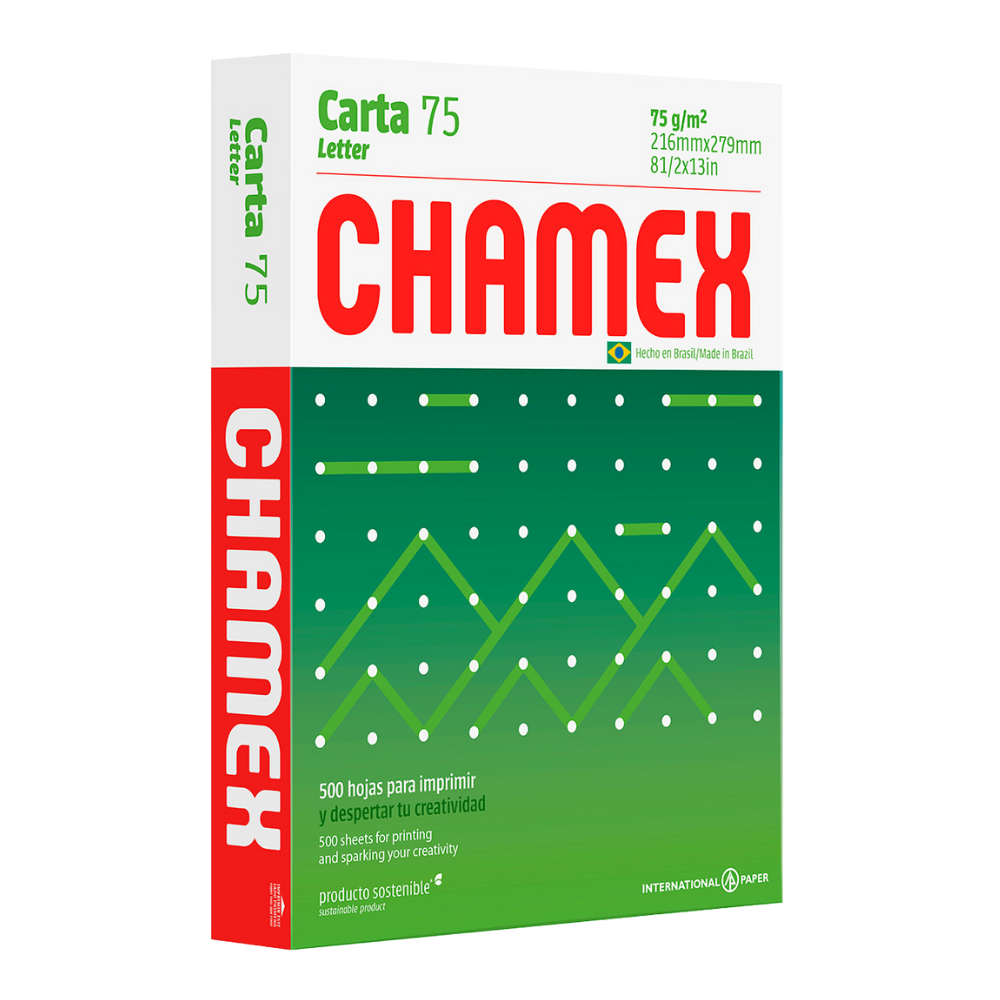 Carta 75
Letter
75 g/m²
216mmx279mm
81/2x13in
CHAMEX
Hecho en Brasil/Made in Brazil
500 hojas para imprimir
y despertar tu creatividad
500 sheets for printing
and sparking your creativity
producto sostenible
sustainable product
INTERNATIONAL PAPER
Carta 75
Letter
CHAMEX